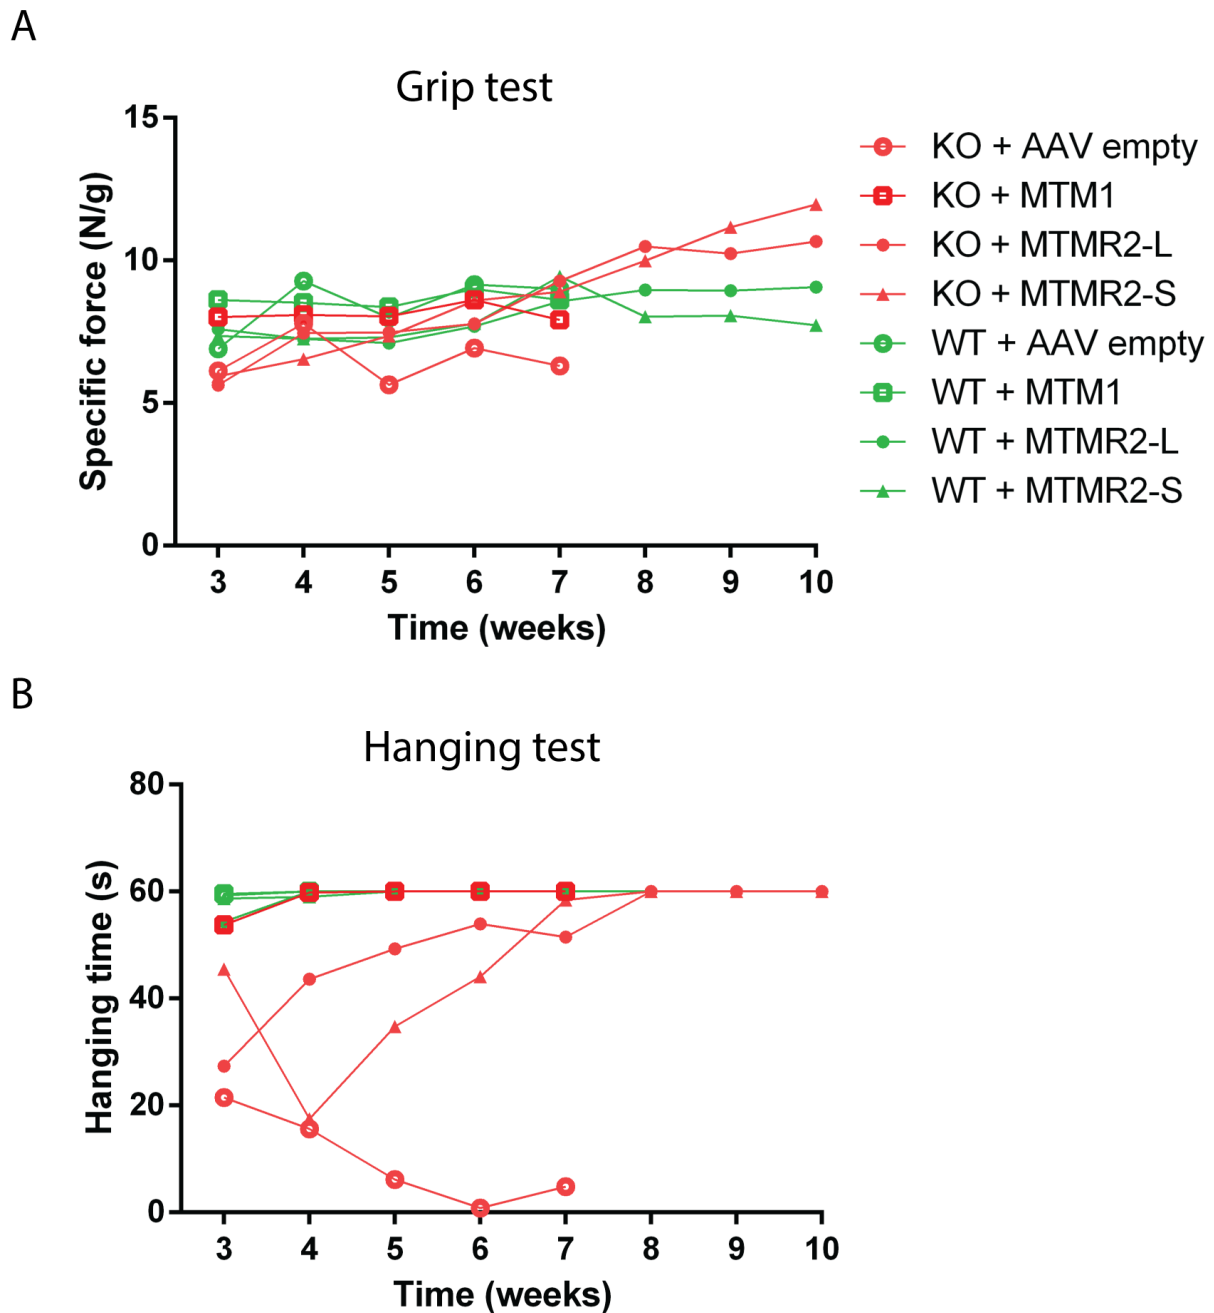 A
Grip test
Specific force (N/g)
15
10
5
0
3 4 5 6 7 8 9 10
Time (weeks)
KO + AAV empty
KO + MTM1
KO + MTMR2-L
KO + MTMR2-S
WT + AAV empty
WT + MTM1
WT + MTMR2-L
WT + MTMR2-S
B
Hanging test
Hanging time (s)
80
60
40
20
0
3 4 5 6 7 8 9 10
Time (weeks)